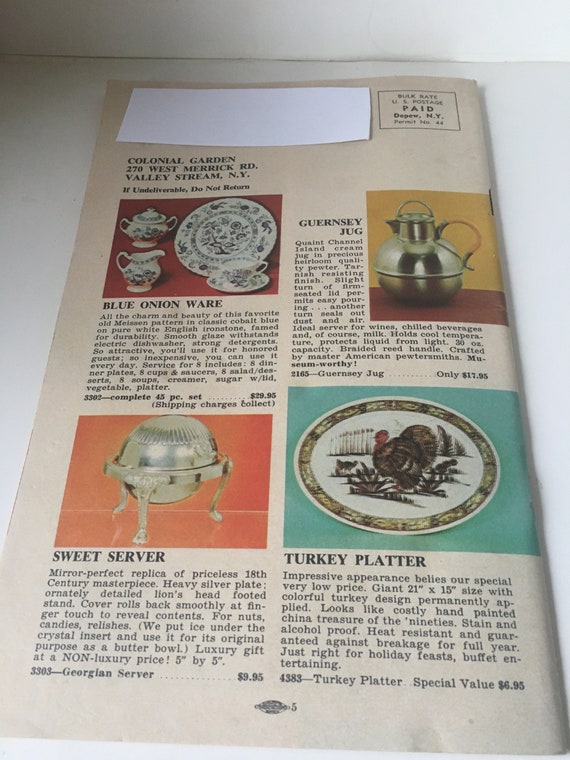 BULK RATE
U. S. POSTAGE
PAID
Depew, N.Y.
Permit No. 44
COLONIAL GARDEN
270 WEST MERRICK RD.
VALLEY STREAM, N.Y.
If Undeliverable, Do Not Return
BLUE ONION WARE
All the charm and beauty of this favorite
old Meissen pattern in classic cobalt blue
on pure white English ironstone, famed
for durability. Smooth glaze withstands
electric dishwasher, strong detergents.
So attractive, you'll use it for honored
guests; so inexpensive, you can use it
every day. Service for 8 includes: 8 din-
ner plates, 8 cups & saucers, 8 salad/des-
serts, 8 soups, creamer, sugar w/lid,
vegetable, platter.
3302—complete 45 pc. set ........ $29.95
(Shipping charges collect)
GUERNSEY
JUG
Quaint Channel
Island cream
jug in precious
heirloom quali-
ty pewter. Tar-
nish resisting
finish. Slight
turn of firm-
seated lid per-
mits easy pour-
ing . . . another
turn seals out
dust and air.
Ideal server for wines, chilled beverages
and, of course, milk. Holds cool tempera-
ture, protects liquid from light. 30 oz.
capacity. Braided reed handle. Crafted
by master American pewtersmiths. Mu-
seum-worthy!
2165—Guernsey Jug ........ Only $17.95
SWEET SERVER
Mirror-perfect replica of priceless 18th
Century masterpiece. Heavy silver plate;
ornately detailed lion's head footed
stand. Cover rolls back smoothly at fin-
ger touch to reveal contents. For nuts,
candies, relishes. (We put ice under the
crystal insert and use it for its original
purpose as a butter bowl.) Luxury gift
at a NON-luxury price! 5" by 5".
3303—Georgian Server ........ $9.95
TURKEY PLATTER
Impressive appearance belies our special
very low price. Giant 21" x 15" size with
colorful turkey design permanently ap-
plied. Looks like costly hand painted
china treasure of the 'nineties. Stain and
alcohol proof. Heat resistant and guar-
anteed against breakage for full year.
Just right for holiday feasts, buffet en-
tertaining.
4383—Turkey Platter. Special Value $6.95
5